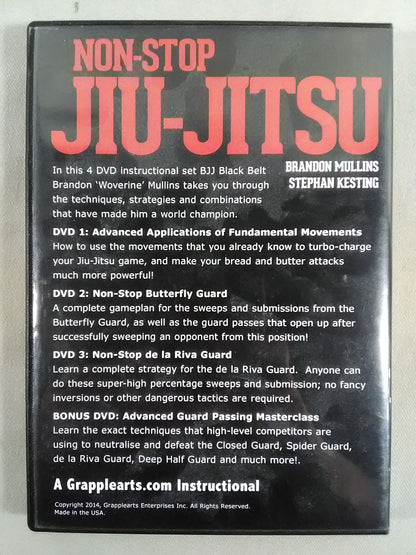 NON-STOP
JIU-JITSU
BRANDON MULLINS
STEPHAN KESTING
In this 4 DVD instructional set BJJ Black Belt
Brandon ‘Woverine’ Mullins takes you through
the techniques, strategies and combinations
that have made him a world champion.
DVD 1: Advanced Applications of Fundamental Movements
How to use the movements that you already know to turbo-charge
your Jiu-Jitsu game, and make your bread and butter attacks
much more powerful!
DVD 2: Non-Stop Butterfly Guard
A complete gameplan for the sweeps and submissions from the
Butterfly Guard, as well as the guard passes that open up after
successfully sweeping an opponent from this position!
DVD 3: Non-Stop de la Riva Guard
Learn a complete strategy for the de la Riva Guard. Anyone can
do these super-high percentage sweeps and submission; no fancy
inversions or other dangerous tactics are required.
BONUS DVD: Advanced Guard Passing Masterclass
Learn the exact techniques that high-level competitors are
using to neutralise and defeat the Closed Guard, Spider Guard,
de la Riva Guard, Deep Half Guard and much more!.
A Grapplearts.com Instructional
Copyright 2014, Grapplearts Enterprises Inc. All Rights Reserved.
Made in the USA.